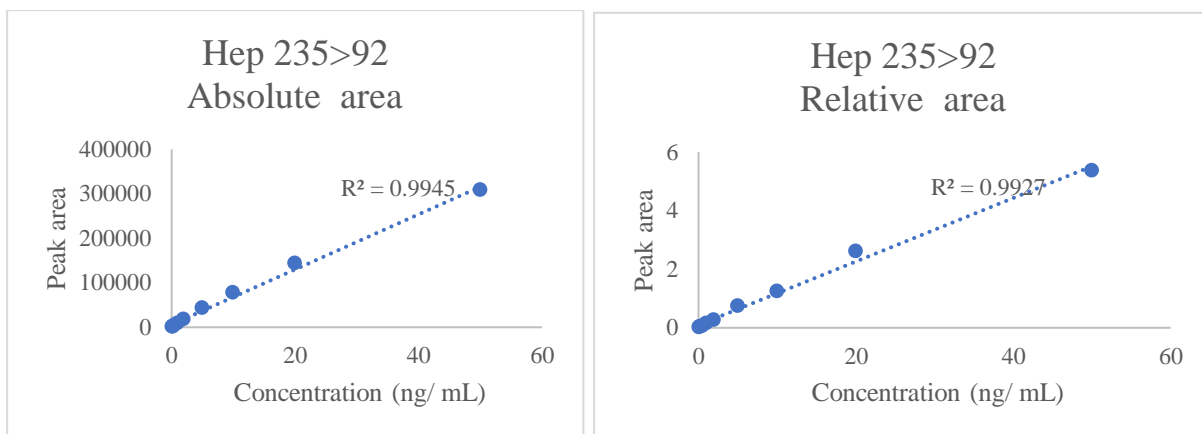 Hep 235>92
Absolute area
400000
300000
200000
100000
0
0
20
40
60
Peak area
Concentration (ng/ mL)
R² = 0.9945
Hep 235>92
Relative area
6
4
2
0
0
20
40
60
Peak area
Concentration (ng/ mL)
R² = 0.9927